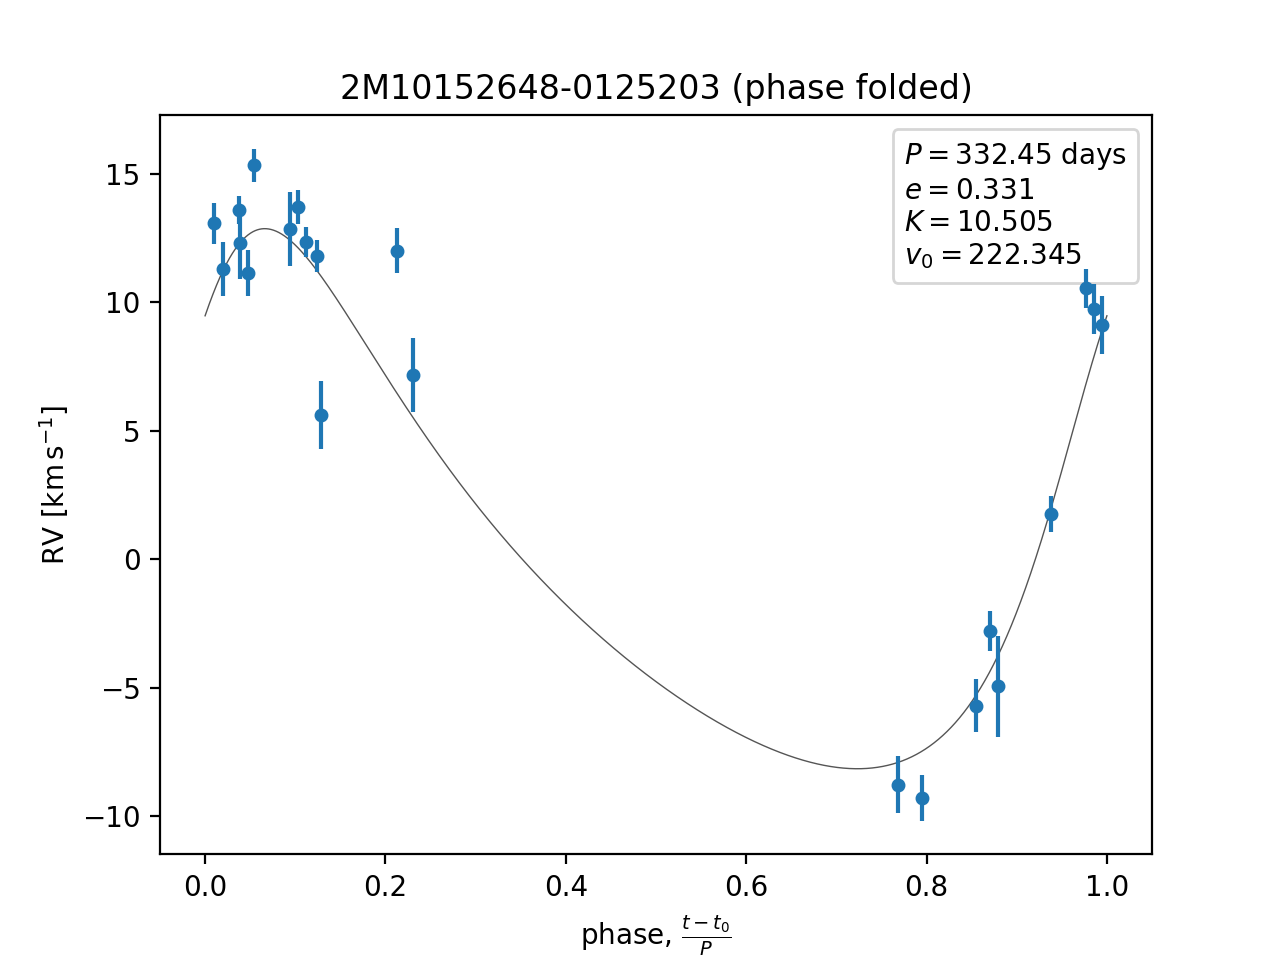 2M10152648-0125203 (phase folded)
P = 332.45 days
e = 0.331
K = 10.505
v₀ = 222.345
15
10
5
0
−5
−10
RV [km s⁻¹]
0.0 0.2 0.4 0.6 0.8 1.0
phase, (t − t₀)/P